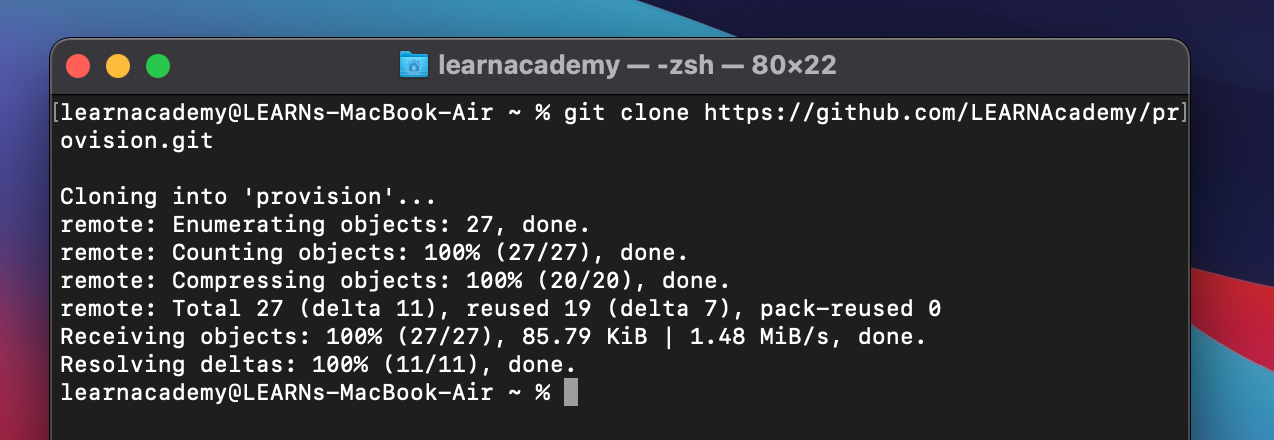 learnacademy — -zsh — 80×22
[learnacademy@LEARNs-MacBook-Air ~ % git clone https://github.com/LEARNAcademy/pr]
ovision.git
Cloning into 'provision'...
remote: Enumerating objects: 27, done.
remote: Counting objects: 100% (27/27), done.
remote: Compressing objects: 100% (20/20), done.
remote: Total 27 (delta 11), reused 19 (delta 7), pack-reused 0
Receiving objects: 100% (27/27), 85.79 KiB | 1.48 MiB/s, done.
Resolving deltas: 100% (11/11), done.
learnacademy@LEARNs-MacBook-Air ~ %